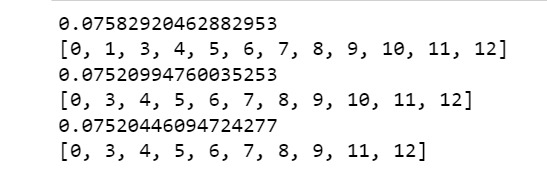 0.07582920462882953
[0, 1, 3, 4, 5, 6, 7, 8, 9, 10, 11, 12]
0.07520994760035253
[0, 3, 4, 5, 6, 7, 8, 9, 10, 11, 12]
0.07520446094724277
[0, 3, 4, 5, 6, 7, 8, 9, 11, 12]